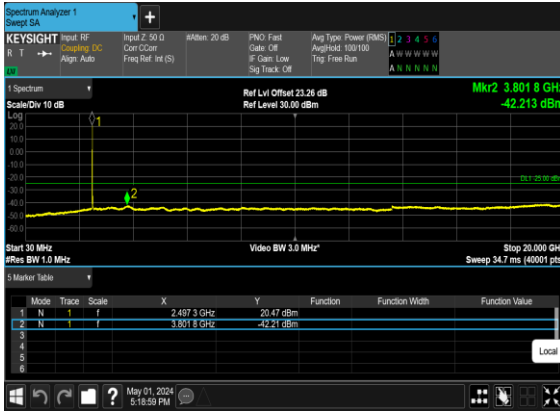 Spectrum Analyzer 1
Swept SA
+
KEYSIGHT
R T
LXI
Input: RF
Coupling: DC
Align: Auto
Input Z: 50 Ω
Corr CCorr
Freq Ref: Int (S)
#Atten: 20 dB
PNO: Fast
Gate: Off
IF Gain: Low
Sig Track: Off
Avg Type: Power (RMS)
Avg|Hold: 100/100
Trig: Free Run
1 2 3 4 5 6
A W W W W W
A N N N N N
1 Spectrum
Scale/Div 10 dB
Ref Lvl Offset 23.26 dB
Ref Level 30.00 dBm
Mkr2 3.801 8 GHz
-42.213 dBm
Log
20.0
10.0
0.00
-10.0
-20.0
-30.0
-40.0
-50.0
-60.0
1
2
DL1 -25.00 dBm
Start 30 MHz
#Res BW 1.0 MHz
Video BW 3.0 MHz*
Stop 20.000 GHz
Sweep 34.7 ms (40001 pts)
5 Marker Table
Mode Trace Scale X Y Function Function Width Function Value
1 N 1 f 2.497 3 GHz 20.47 dBm
2 N 1 f 3.801 8 GHz -42.21 dBm
3
4
5
6
Local
?
May 01, 2024
5:18:59 PM